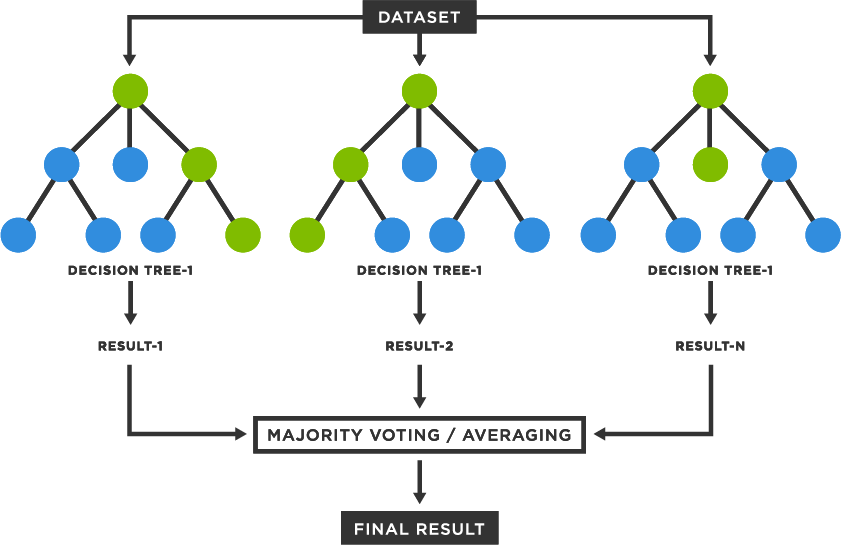 DATASET
DECISION TREE-1
DECISION TREE-1
DECISION TREE-1
RESULT-1
RESULT-2
RESULT-N
MAJORITY VOTING / AVERAGING
FINAL RESULT